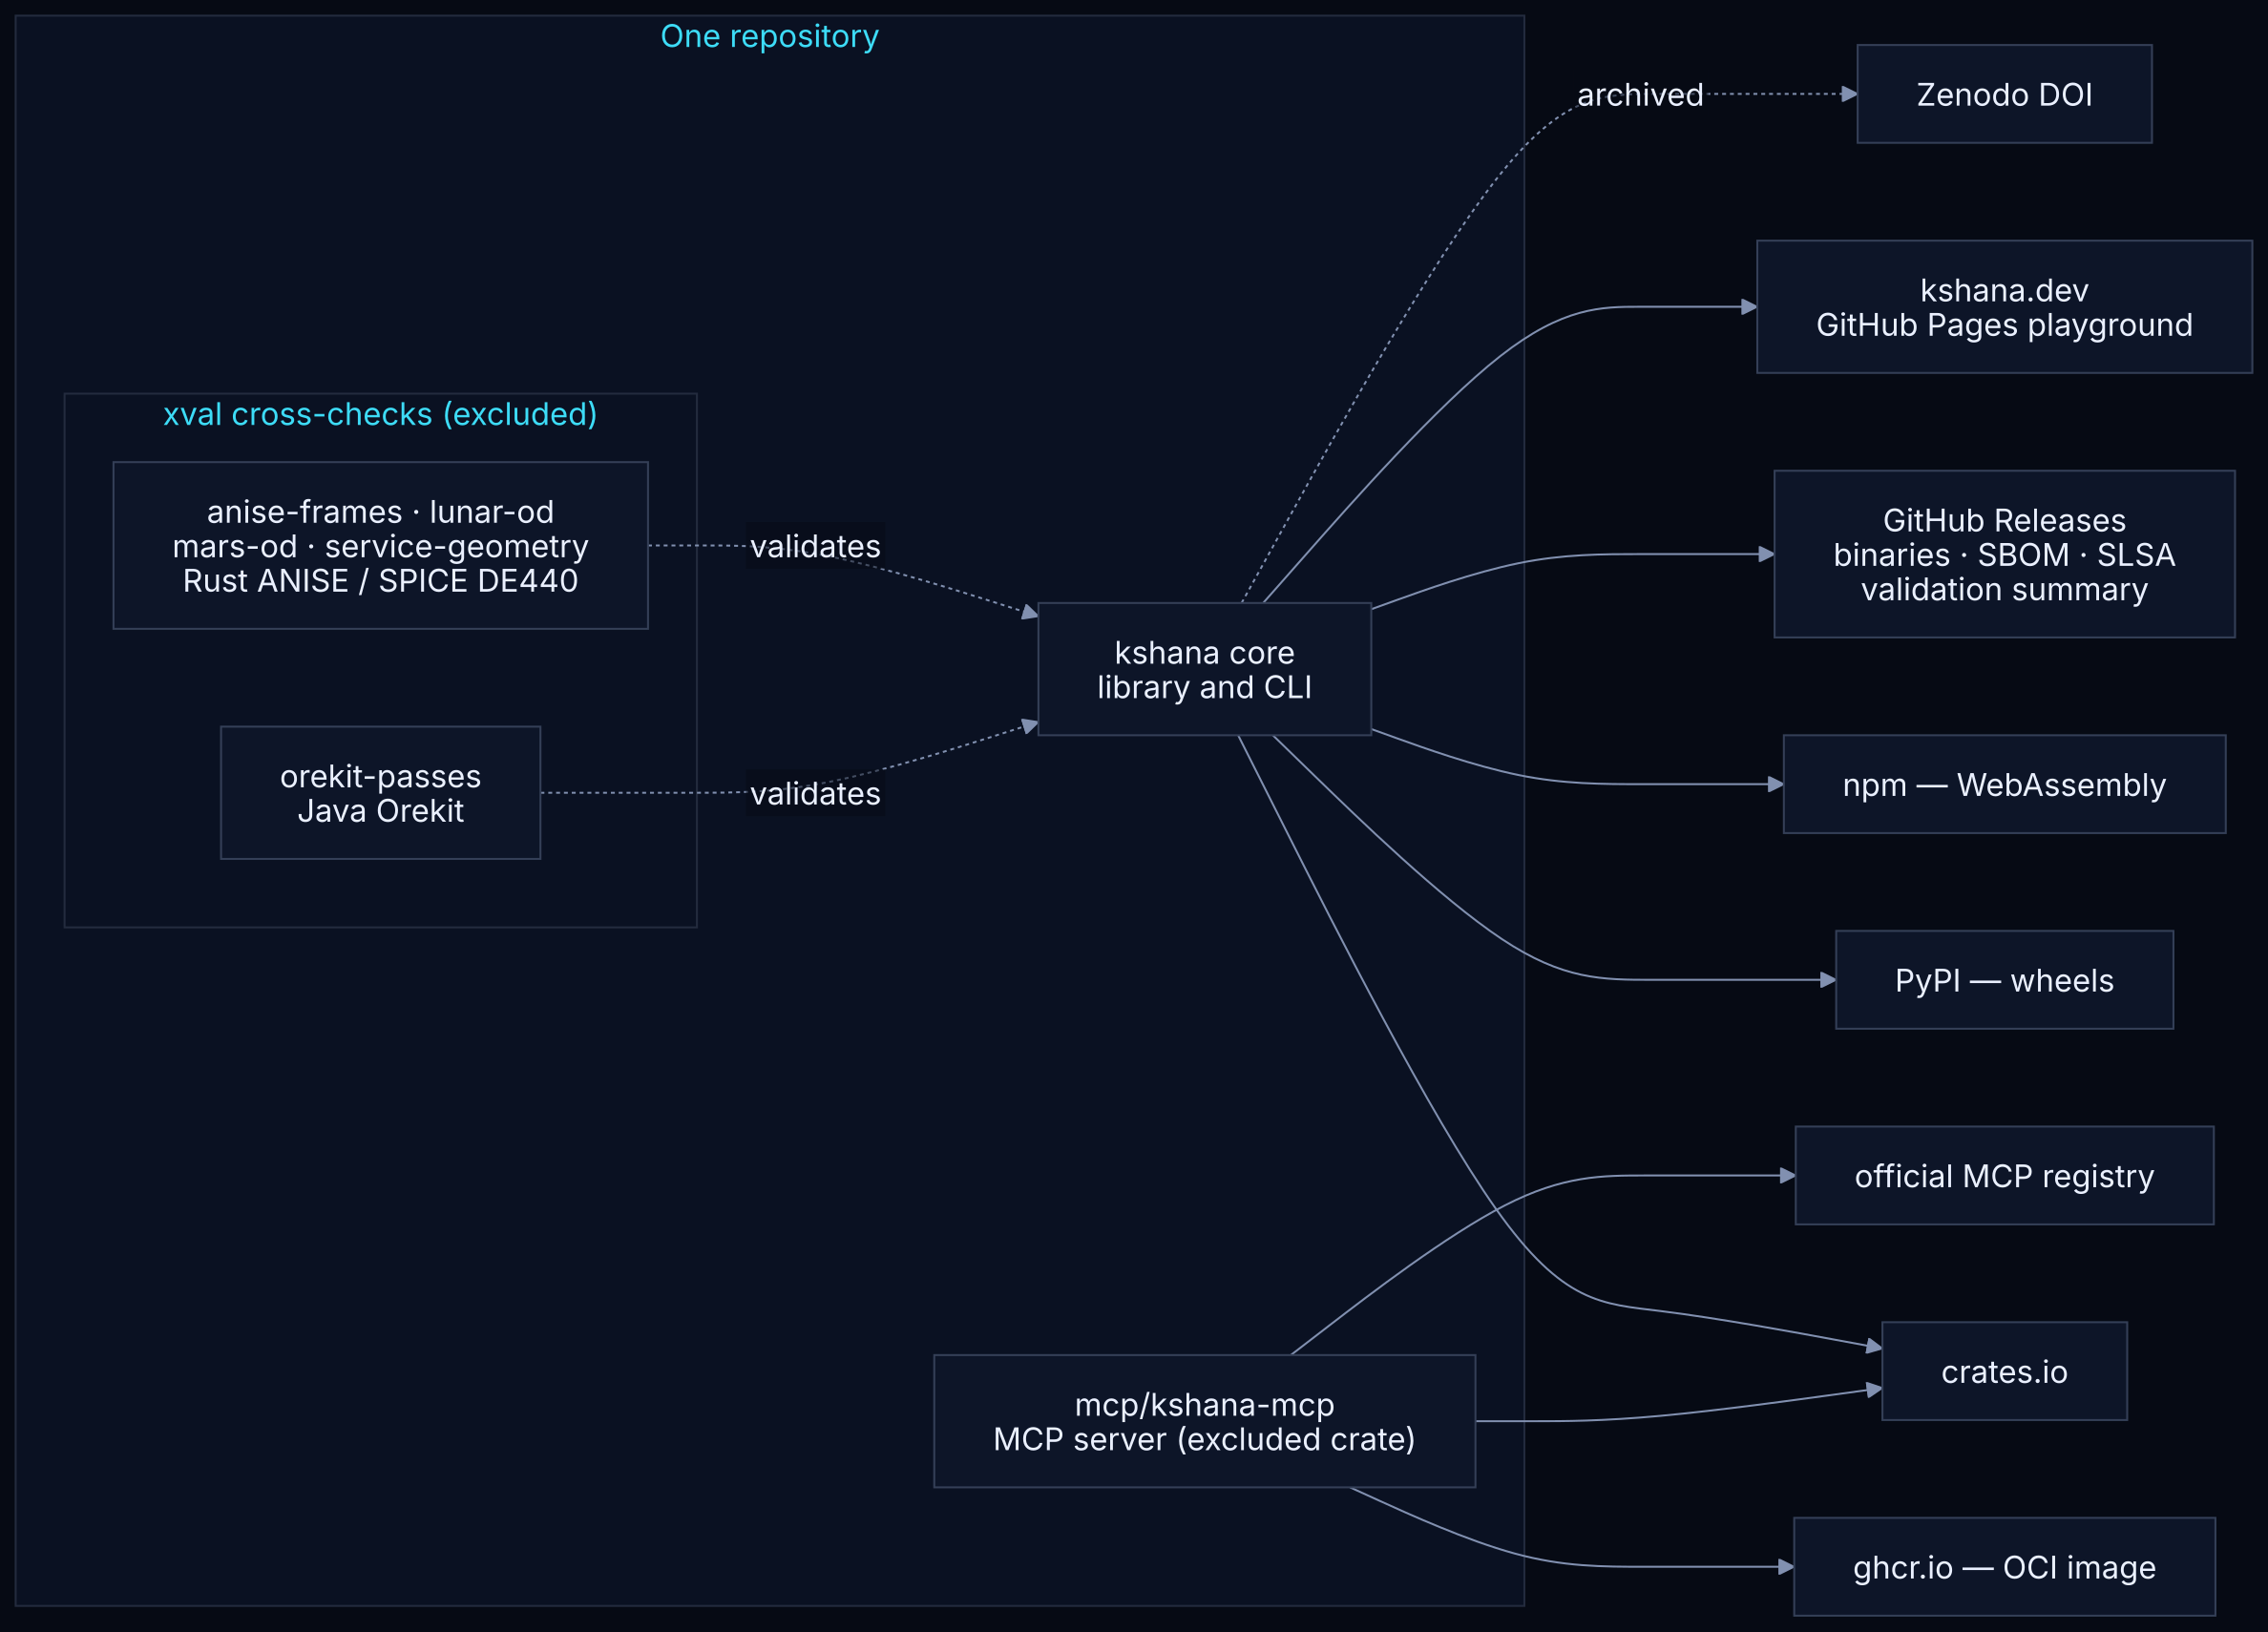 One repository
xval cross-checks (excluded)
anise-frames · lunar-od
mars-od · service-geometry
Rust ANISE / SPICE DE440
orekit-passes
Java Orekit
validates
validates
kshana core
library and CLI
mcp/kshana-mcp
MCP server (excluded crate)
archived
Zenodo DOI
kshana.dev
GitHub Pages playground
GitHub Releases
binaries · SBOM · SLSA
validation summary
npm — WebAssembly
PyPI — wheels
official MCP registry
crates.io
ghcr.io — OCI image